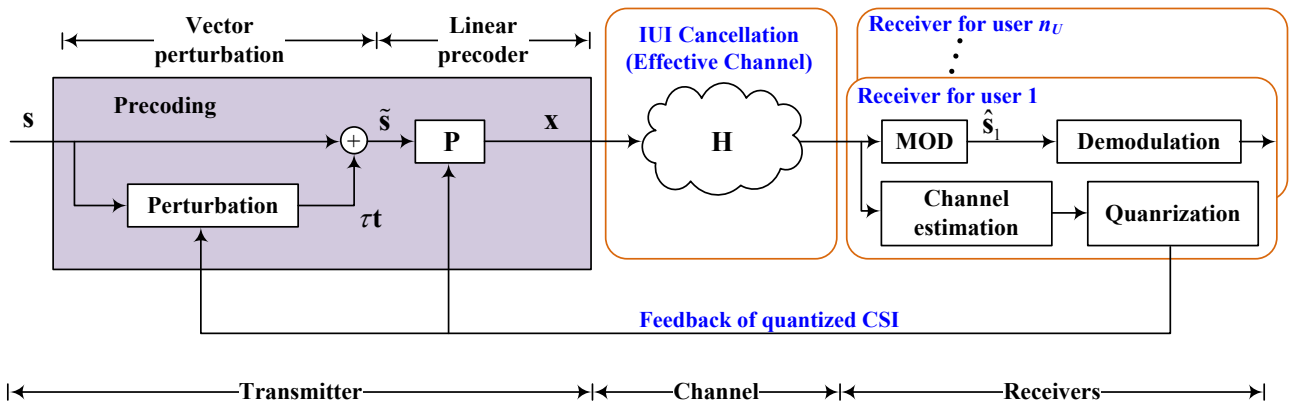 Vector
perturbation
Linear
precoder
IUI Cancellation
(Effective Channel)
Receiver for user n_U
Receiver for user 1
Precoding
s
s̃
P
x
H
MOD
ŝ₁
Demodulation
Perturbation
τt
Channel
estimation
Quanrization
Feedback of quantized CSI
Transmitter
Channel
Receivers